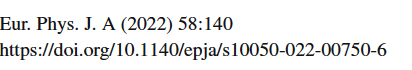 Eur. Phys. J. A (2022) 58:140
https://doi.org/10.1140/epja/s10050-022-00750-6